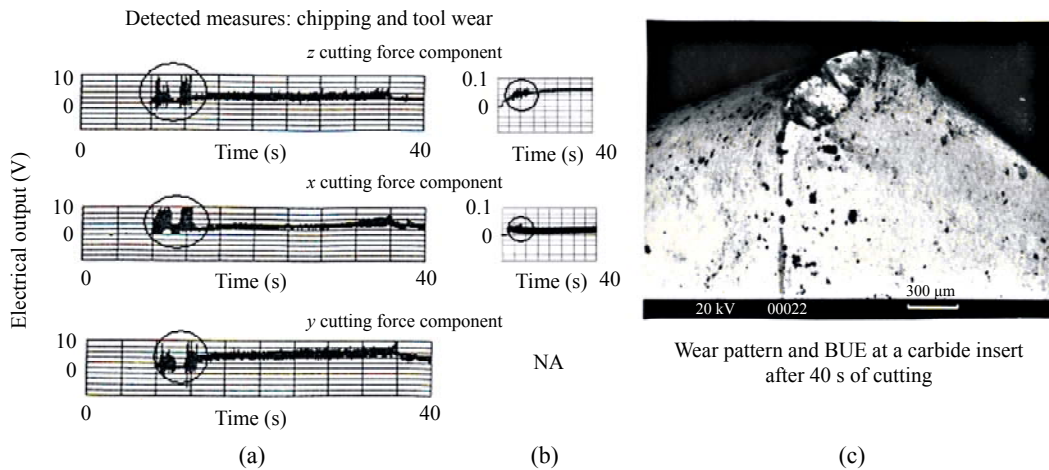 Detected measures: chipping and tool wear
z cutting force component
10
0
0
Time (s)
40
0.1
0
Time (s)
40
x cutting force component
10
0
0
Time (s)
40
0.1
0
Time (s)
40
y cutting force component
10
0
0
Time (s)
40
NA
Electrical output (V)
20 kV 00022 300 μm
Wear pattern and BUE at a carbide insert
after 40 s of cutting
(a) (b) (c)